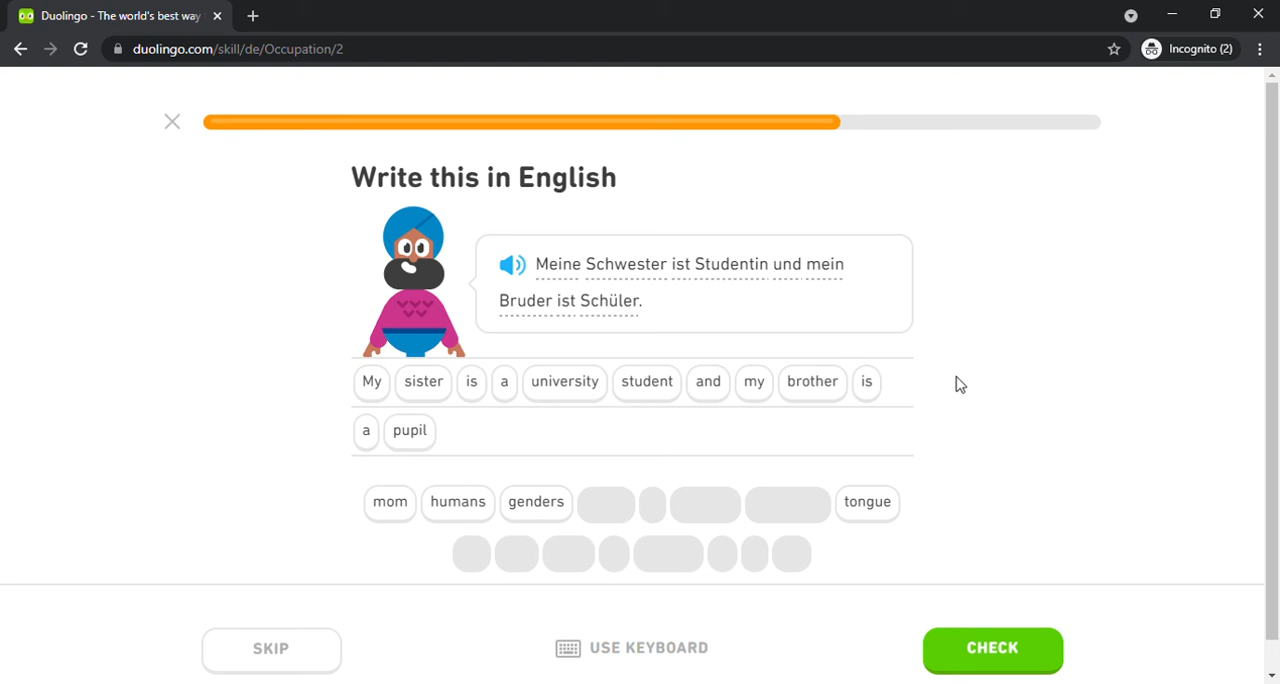 Duolingo - The world's best way
duolingo.com/skill/de/Occupation/2
Incognito (2)
Write this in English
Meine Schwester ist Studentin und mein
Bruder ist Schüler.
My sister is a university student and my brother is
a pupil
mom humans genders tongue
SKIP USE KEYBOARD CHECK